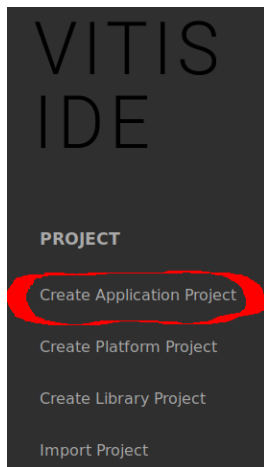 VITIS
IDE
PROJECT
Create Application Project
Create Platform Project
Create Library Project
Import Project